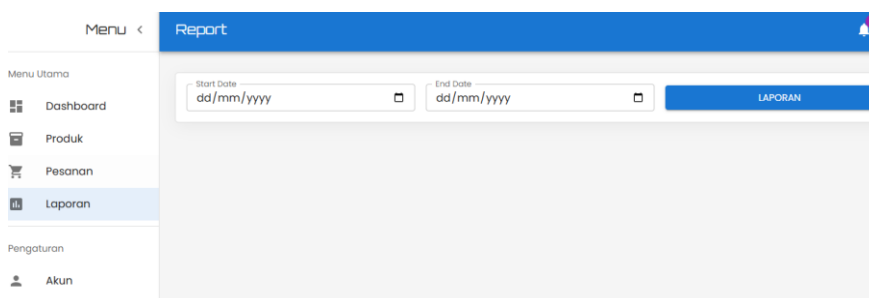 Menu <
Report
Menu Utama
Dashboard
Produk
Pesanan
Laporan
Pengaturan
Akun
Start Date
dd/mm/yyyy
End Date
dd/mm/yyyy
LAPORAN